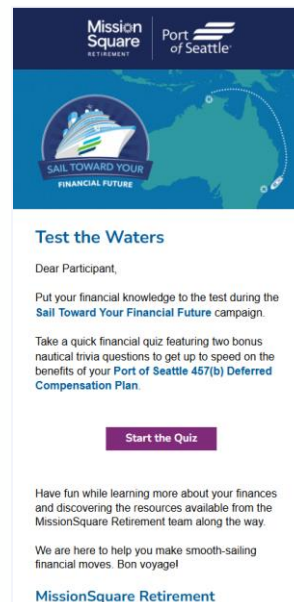 Mission
Square
RETIREMENT
Port
of Seattle
SAIL TOWARD YOUR
FINANCIAL FUTURE
Test the Waters
Dear Participant,
Put your financial knowledge to the test during the
Sail Toward Your Financial Future campaign.
Take a quick financial quiz featuring two bonus
nautical trivia questions to get up to speed on the
benefits of your Port of Seattle 457(b) Deferred
Compensation Plan.
Start the Quiz
Have fun while learning more about your finances
and discovering the resources available from the
MissionSquare Retirement team along the way.
We are here to help you make smooth-sailing
financial moves. Bon voyage!
MissionSquare Retirement